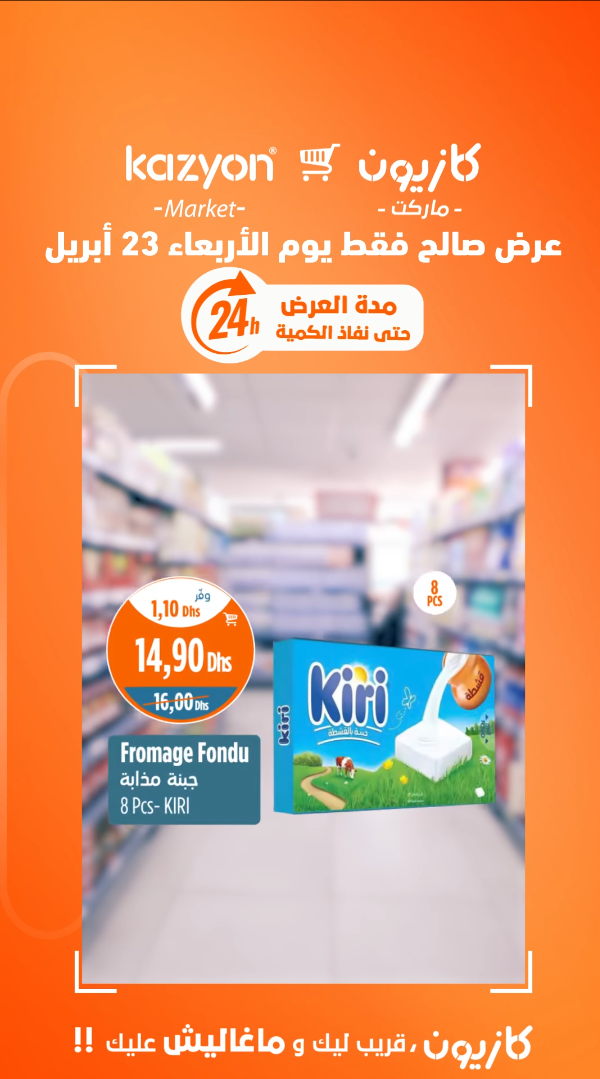 kazyon® كازيون
-Market- - ماركت -
عرض صالح فقط يوم الأربعاء 23 أبريل
24h مدة العرض
حتى نفاذ الكمية
8
PCS
وفّر
1,10 Dhs
14,90 Dhs
16,00 Dhs
Fromage Fondu
جبنة مذابة
8 Pcs- KIRI
Kiri
Kiri
جبنة بالقشطة
قشطة
كازيون، قريب ليك و ماغاليش عليك !!